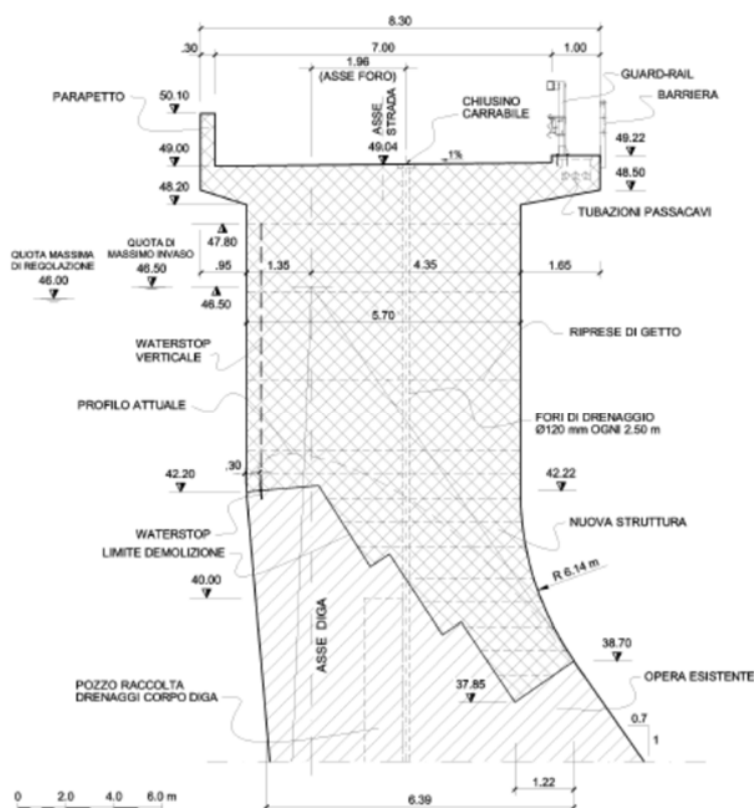 8.30
.30
7.00
1.00
1.96
(ASSE FORO)
GUARD-RAIL
PARAPETTO
50.10
ASSE
STRADA
CHIUSINO
CARRABILE
BARRIERA
49.00
49.04
1%
49.22
48.20
48.50
TUBAZIONI PASSACAVI
QUOTA MASSIMA
DI REGOLAZIONE
46.00
QUOTA DI
MASSIMO INVASO
46.50
47.80
.95
1.35
4.35
1.65
46.50
5.70
WATERSTOP
VERTICALE
RIPRESE DI GETTO
PROFILO ATTUALE
FORI DI DRENAGGIO
Ø120 mm OGNI 2.50 m
.30
42.20
42.22
WATERSTOP
LIMITE DEMOLIZIONE
NUOVA STRUTTURA
40.00
R 6.14 m
ASSE DIGA
38.70
POZZO RACCOLTA
DRENAGGI CORPO DIGA
37.85
OPERA ESISTENTE
0.7
1
1.22
0 2.0 4.0 6.0 m
6.39